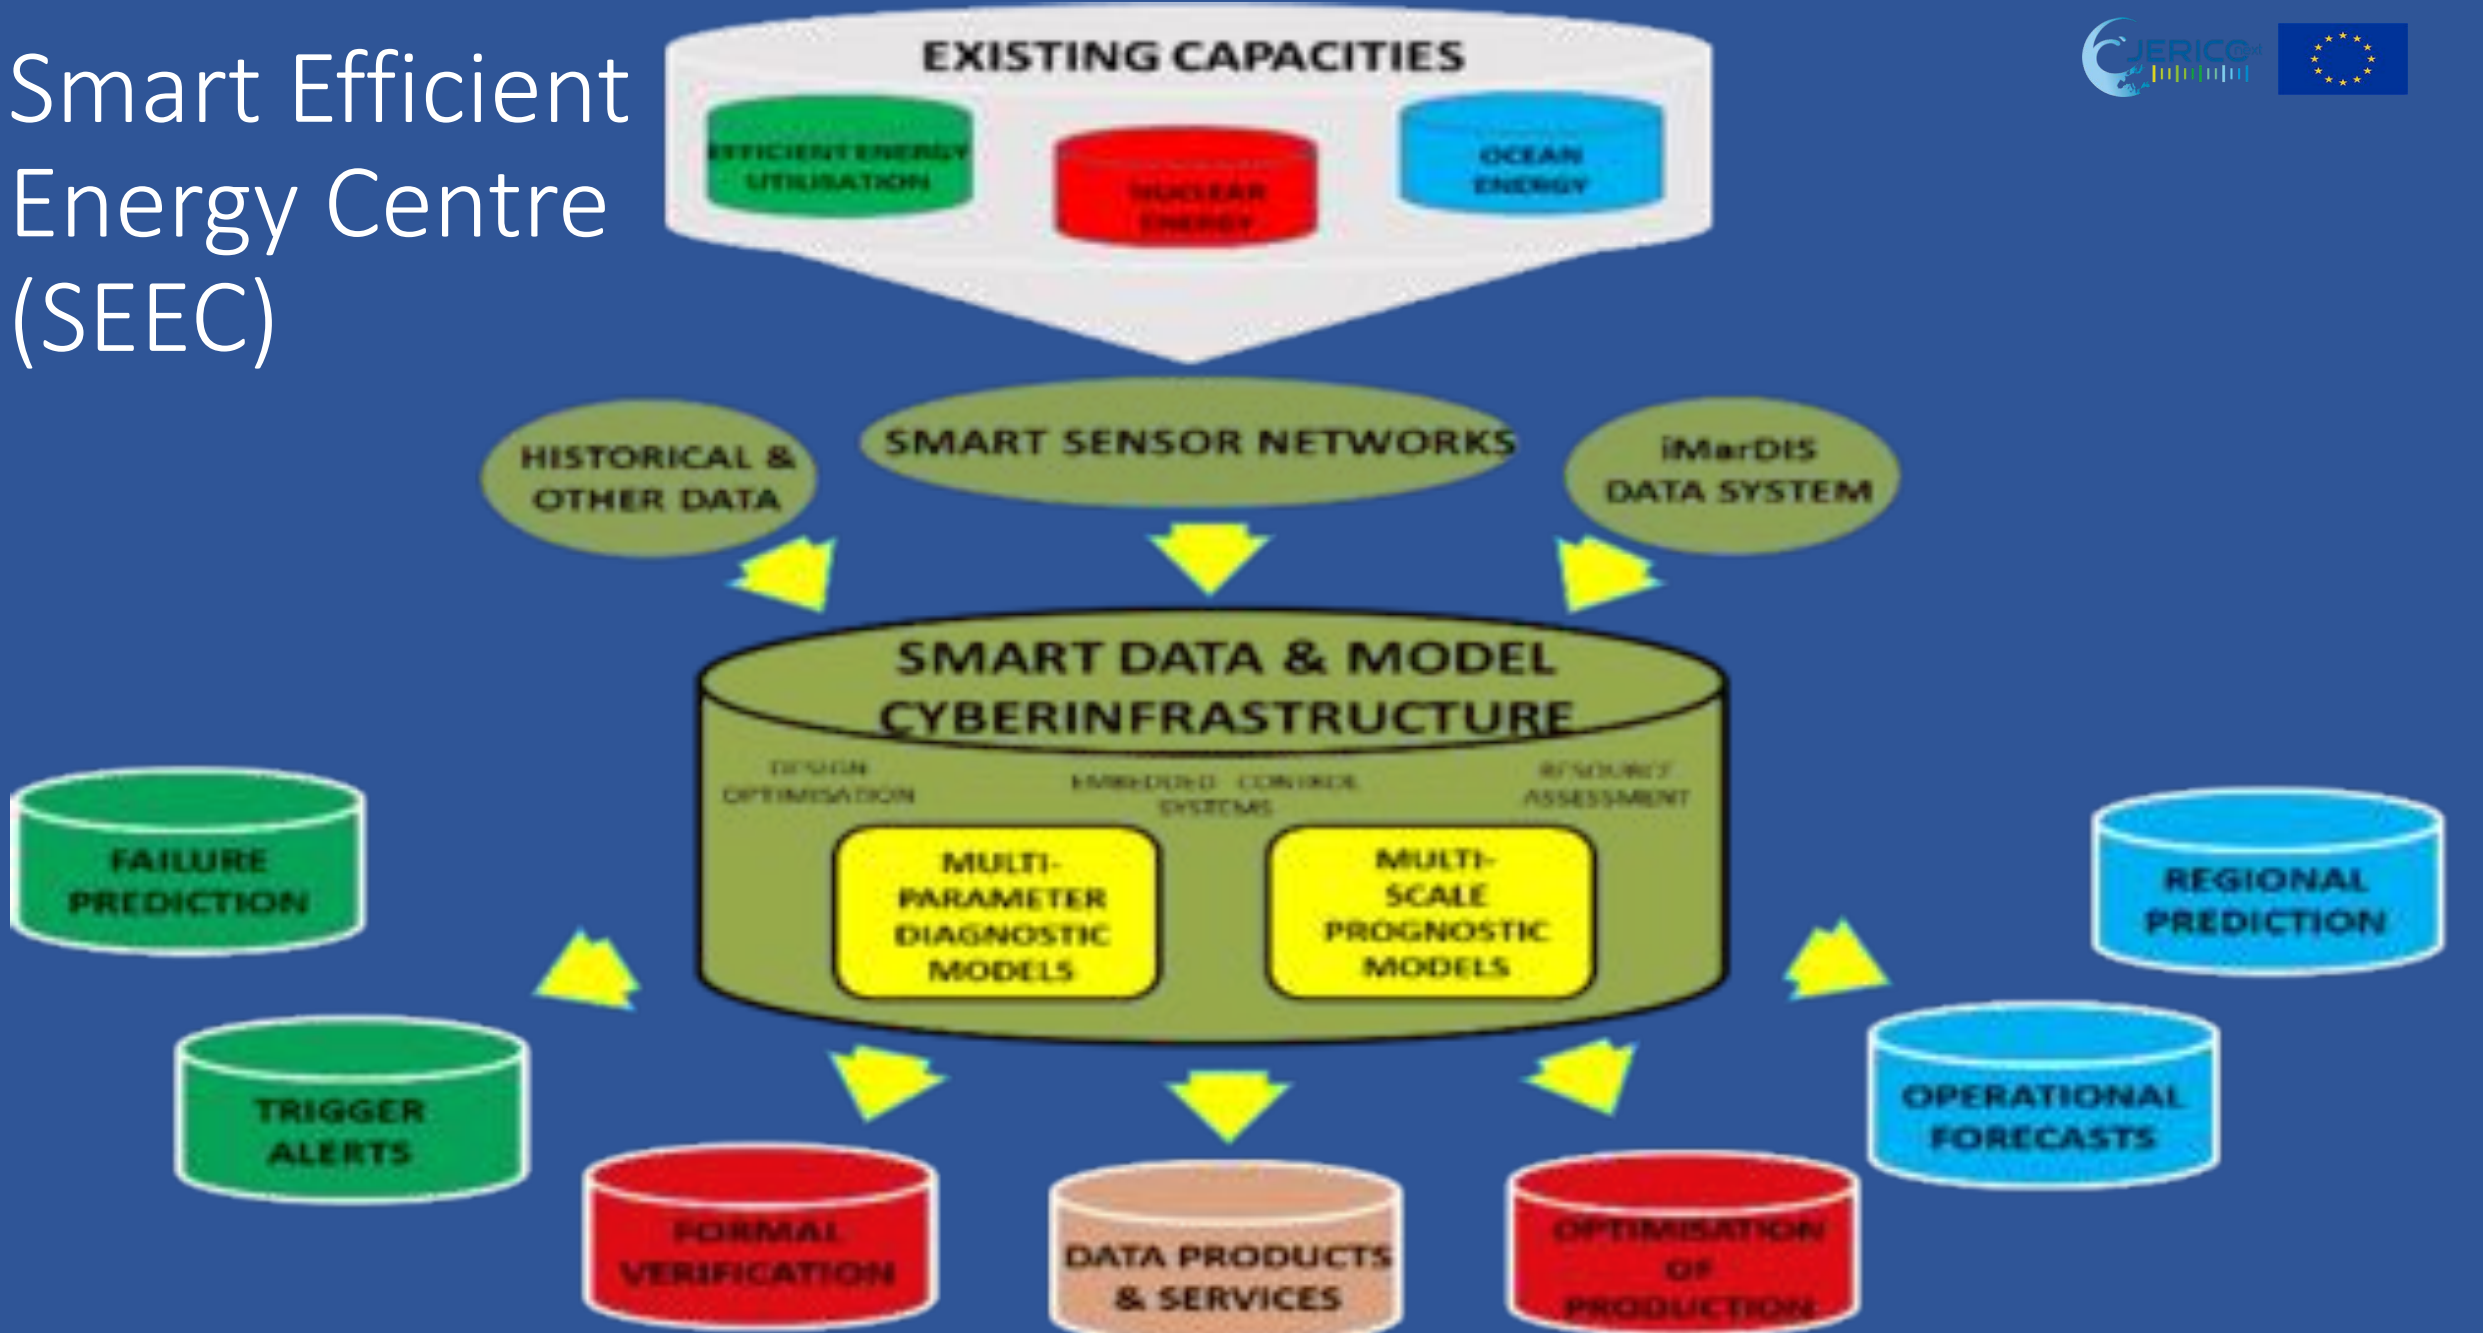 Smart Efficient
Energy Centre
(SEEC)
EXISTING CAPACITIES
EFFICIENT ENERGY
UTILISATION
NUCLEAR
ENERGY
OCEAN
ENERGY
JERICO
HISTORICAL &
OTHER DATA
SMART SENSOR NETWORKS
iMarDIS
DATA SYSTEM
SMART DATA & MODEL
CYBERINFRASTRUCTURE
DESIGN
OPTIMISATION
EMBEDDED CONTROL
SYSTEMS
RESOURCE
ASSESSMENT
MULTI-
PARAMETER
DIAGNOSTIC
MODELS
MULTI-
SCALE
PROGNOSTIC
MODELS
FAILURE
PREDICTION
REGIONAL
PREDICTION
TRIGGER
ALERTS
OPERATIONAL
FORECASTS
FORMAL
VERIFICATION
DATA PRODUCTS
& SERVICES
OPTIMISATION
OF
PRODUCTION